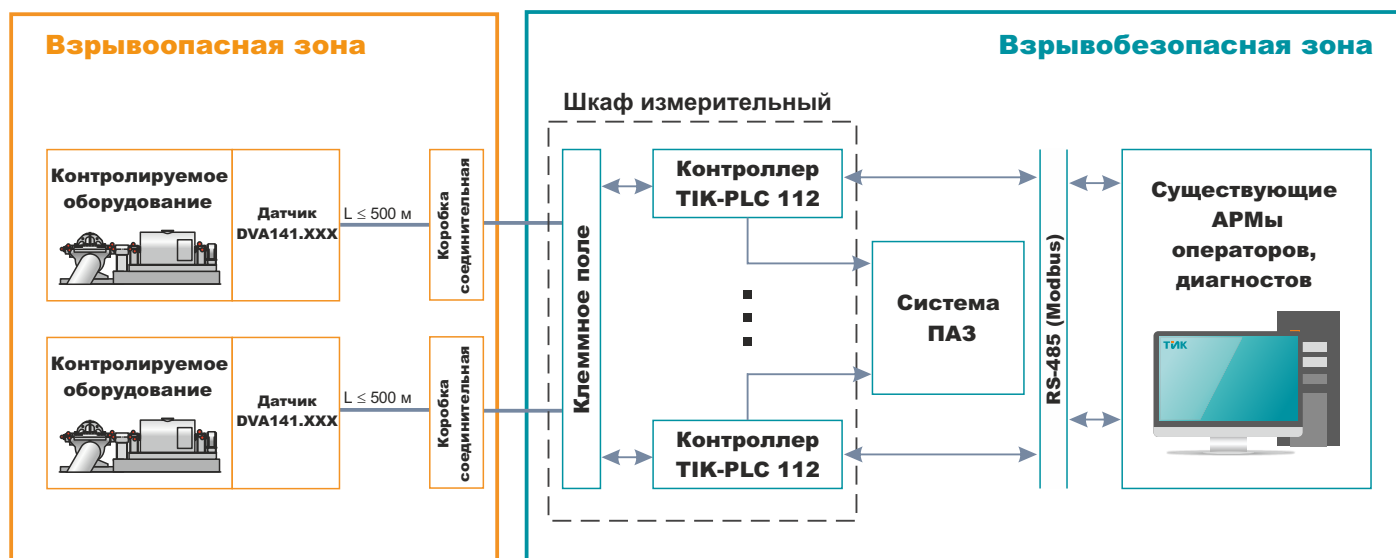 Взрывоопасная зона
Взрывобезопасная зона
Шкаф измерительный
Контролируемое
оборудование
Датчик
DVA141.XXX
L ≤ 500 м
Коробка
соединительная
Контролируемое
оборудование
Датчик
DVA141.XXX
L ≤ 500 м
Коробка
соединительная
Клеммное поле
Контроллер
TIK-PLC 112
Контроллер
TIK-PLC 112
Система
ПАЗ
RS-485 (Modbus)
Существующие
АРМы
операторов,
диагностов
ТИК